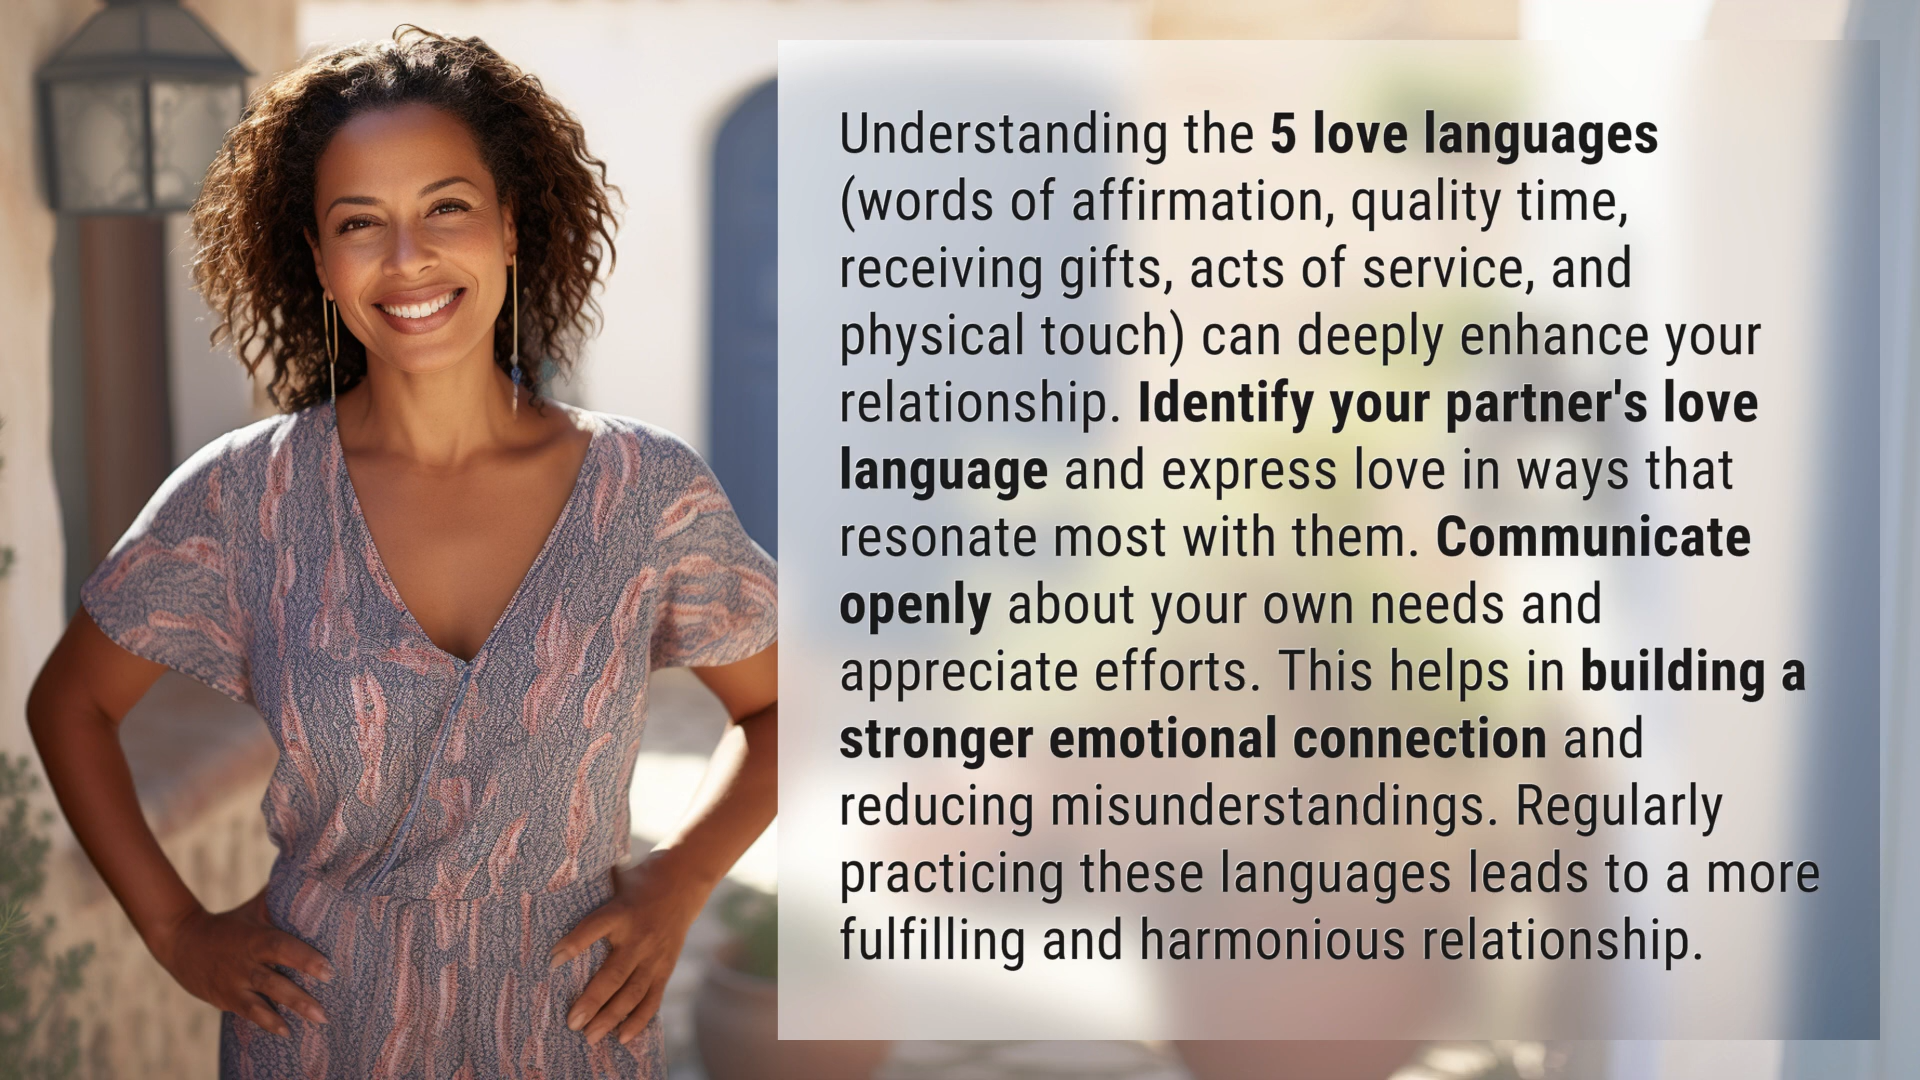 Understanding the 5 love languages
(words of affirmation, quality time,
receiving gifts, acts of service, and
physical touch) can deeply enhance your
relationship. Identify your partner's love
language and express love in ways that
resonate most with them. Communicate
openly about your own needs and
appreciate efforts. This helps in building a
stronger emotional connection and
reducing misunderstandings. Regularly
practicing these languages leads to a more
fulfilling and harmonious relationship.